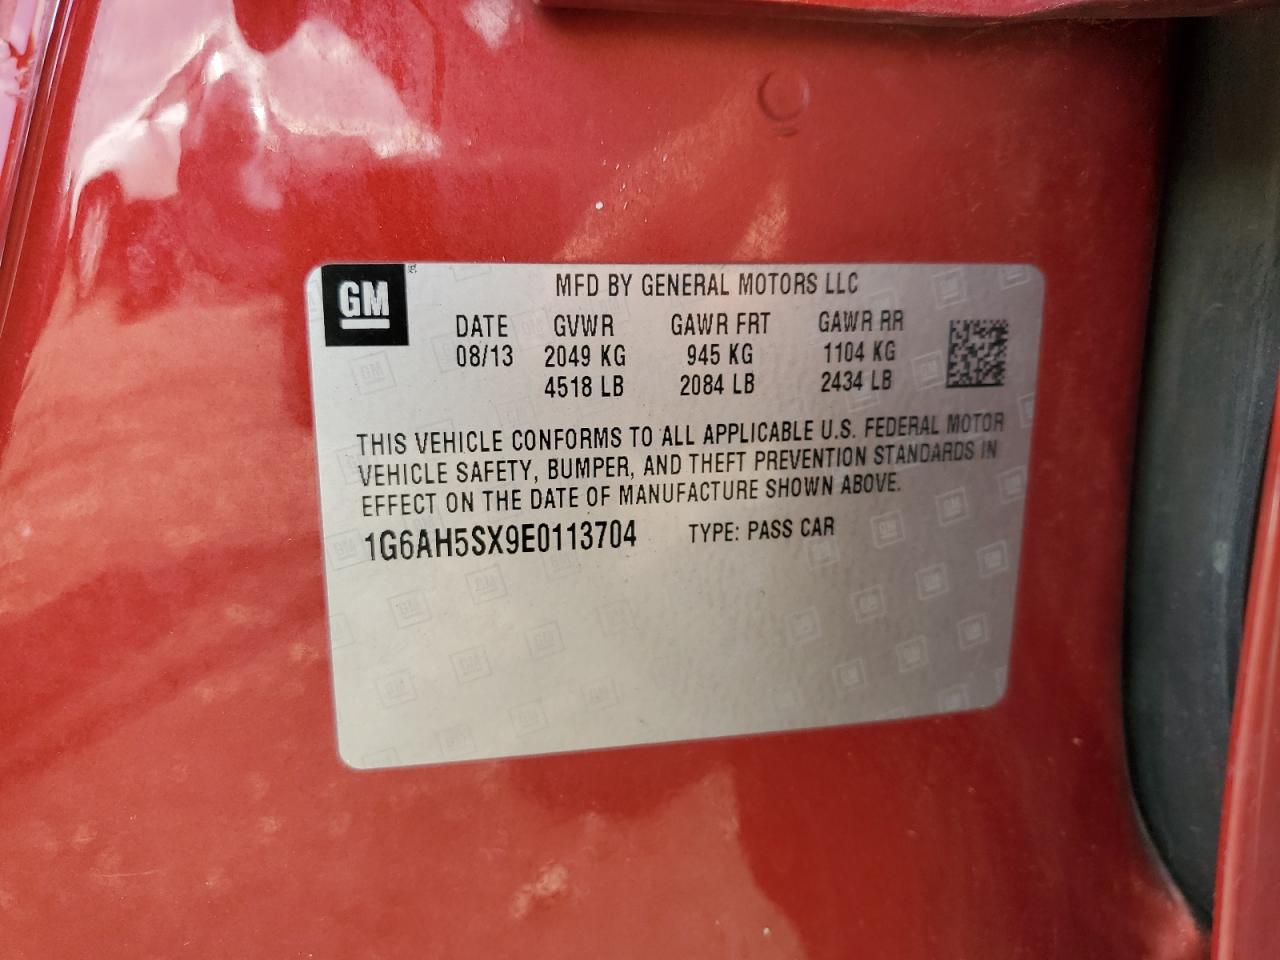 GM
MFD BY GENERAL MOTORS LLC
DATE GVWR GAWR FRT GAWR RR
08/13 2049 KG 945 KG 1104 KG
4518 LB 2084 LB 2434 LB
THIS VEHICLE CONFORMS TO ALL APPLICABLE U.S. FEDERAL MOTOR
VEHICLE SAFETY, BUMPER, AND THEFT PREVENTION STANDARDS IN
EFFECT ON THE DATE OF MANUFACTURE SHOWN ABOVE.
1G6AH5SX9E0113704 TYPE: PASS CAR